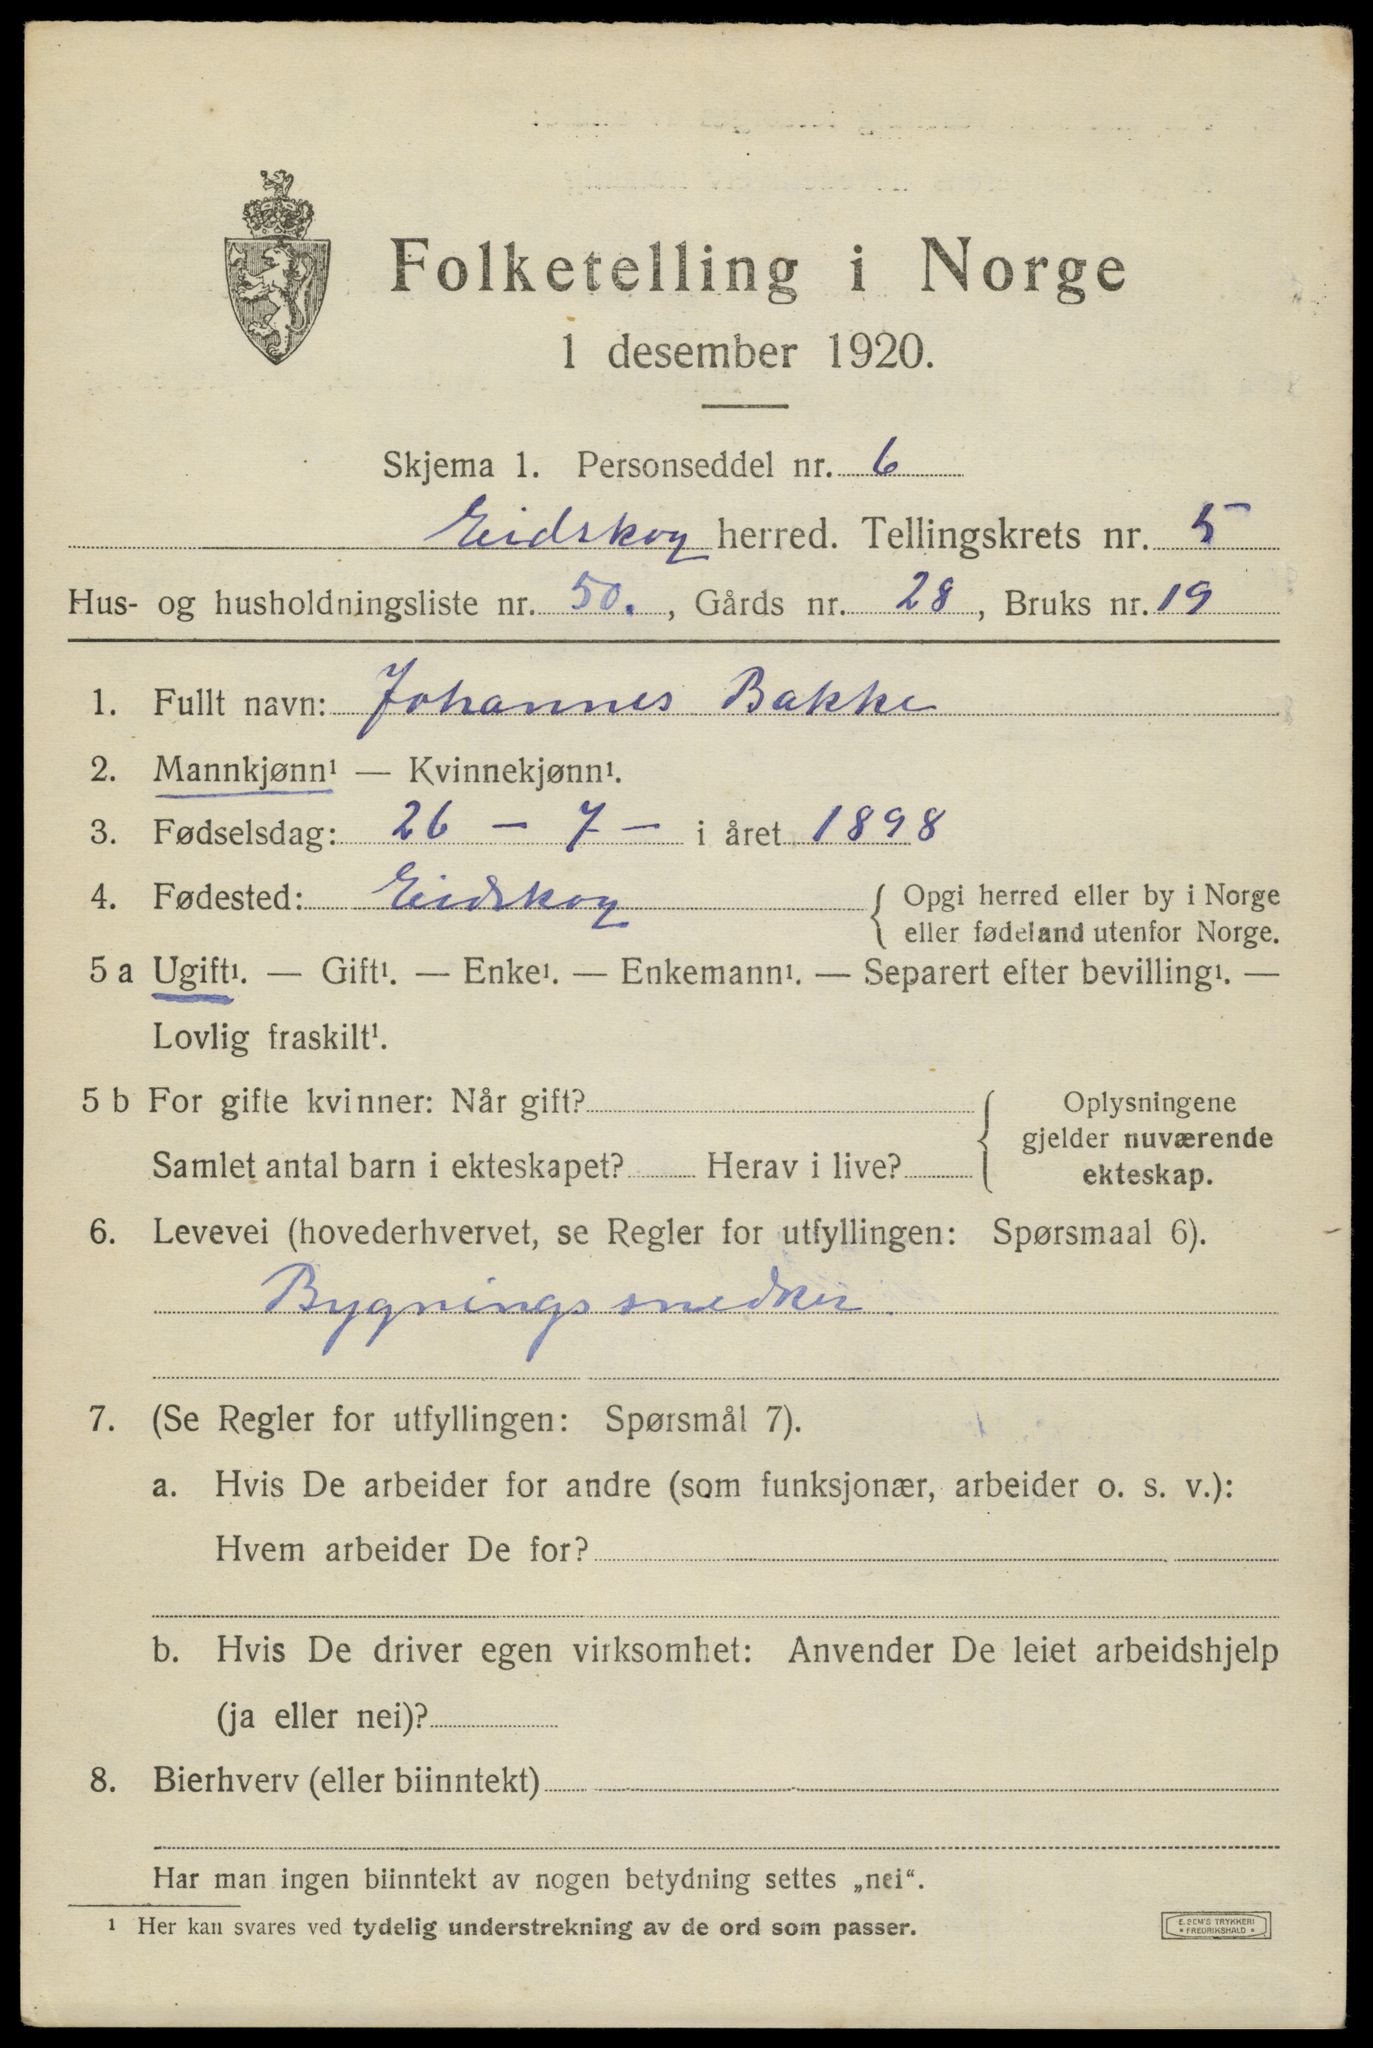 Folketelling i Norge
1 desember 1920.
Skjema 1. Personseddel nr. 6
Eidskog herred. Tellingskrets nr. 5
Hus- og husholdningsliste nr. 50., Gårds nr. 28, Bruks nr. 19
1. Fullt navn: Johannes Bakke
2. Mannkjønn¹ — Kvinnekjønn¹.
3. Fødselsdag: 26 - 7 - i året 1898
4. Fødested: Eidskog { Opgi herred eller by i Norge
eller fødeland utenfor Norge.
5 a Ugift¹. — Gift¹. — Enke¹. — Enkemann¹. — Separert efter bevilling¹. —
Lovlig fraskilt¹.
5 b For gifte kvinner: Når gift? { Oplysningene
gjelder nuværende
Samlet antal barn i ekteskapet? Herav i live?
ekteskap.
6. Levevei (hovederhvervet, se Regler for utfyllingen: Spørsmaal 6).
Bygningssnedker.
7. (Se Regler for utfyllingen: Spørsmål 7).
a. Hvis De arbeider for andre (som funksjonær, arbeider o. s. v.):
Hvem arbeider De for?
b. Hvis De driver egen virksomhet: Anvender De leiet arbeidshjelp
(ja eller nei)?
8. Bierhverv (eller biinntekt)
Har man ingen biinntekt av nogen betydning settes „nei“.
¹ Her kan svares ved tydelig understrekning av de ord som passer.
E. SEM'S TRYKKERI
• FREDRIKSHALD •